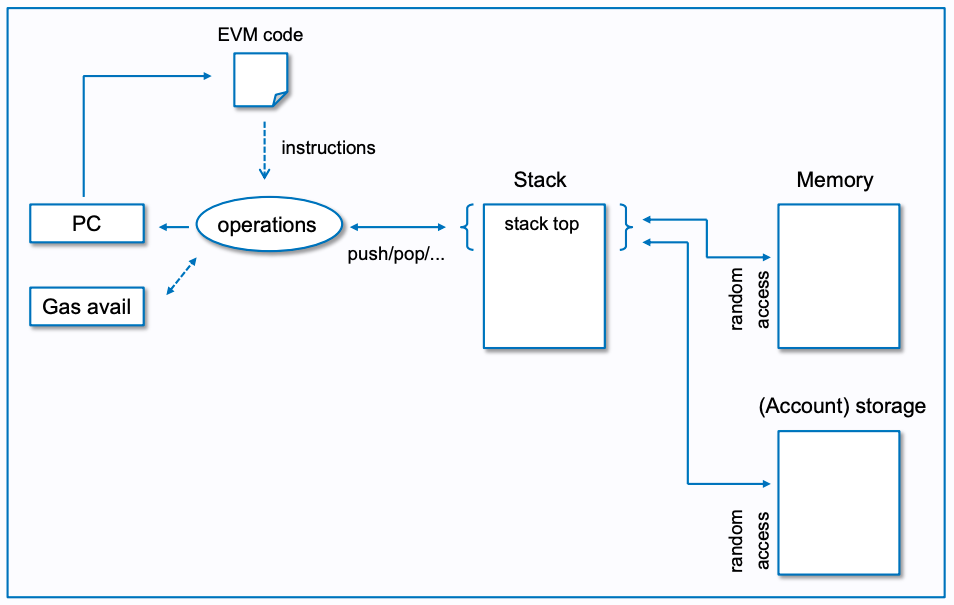 EVM code
instructions
Stack
Memory
PC
operations
stack top
push/pop/...
random
access
Gas avail
(Account) storage
random
access